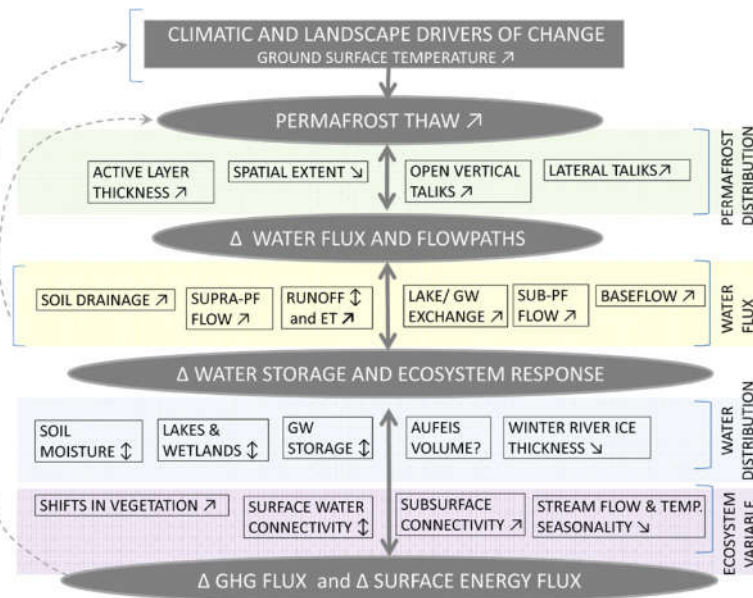 CLIMATIC AND LANDSCAPE DRIVERS OF CHANGE
GROUND SURFACE TEMPERATURE ↗
PERMAFROST THAW ↗
ACTIVE LAYER
THICKNESS ↗
SPATIAL EXTENT ↘
OPEN VERTICAL
TALIKS ↗
LATERAL TALIKS↗
PERMAFROST
DISTRIBUTION
Δ WATER FLUX AND FLOWPATHS
SOIL DRAINAGE ↗
SUPRA-PF
FLOW ↗
RUNOFF ↕
and ET ↗
LAKE/ GW
EXCHANGE ↗
SUB-PF
FLOW ↗
BASEFLOW ↗
WATER
FLUX
Δ WATER STORAGE AND ECOSYSTEM RESPONSE
SOIL
MOISTURE ↕
LAKES &
WETLANDS ↕
GW
STORAGE ↕
AUFEIS
VOLUME?
WINTER RIVER ICE
THICKNESS ↘
WATER
DISTRIBUTION
SHIFTS IN VEGETATION ↗
SURFACE WATER
CONNECTIVITY ↕
SUBSURFACE
CONNECTIVITY ↗
STREAM FLOW & TEMP.
SEASONALITY ↘
ECOSYSTEM
VARIABLE
Δ GHG FLUX and Δ SURFACE ENERGY FLUX